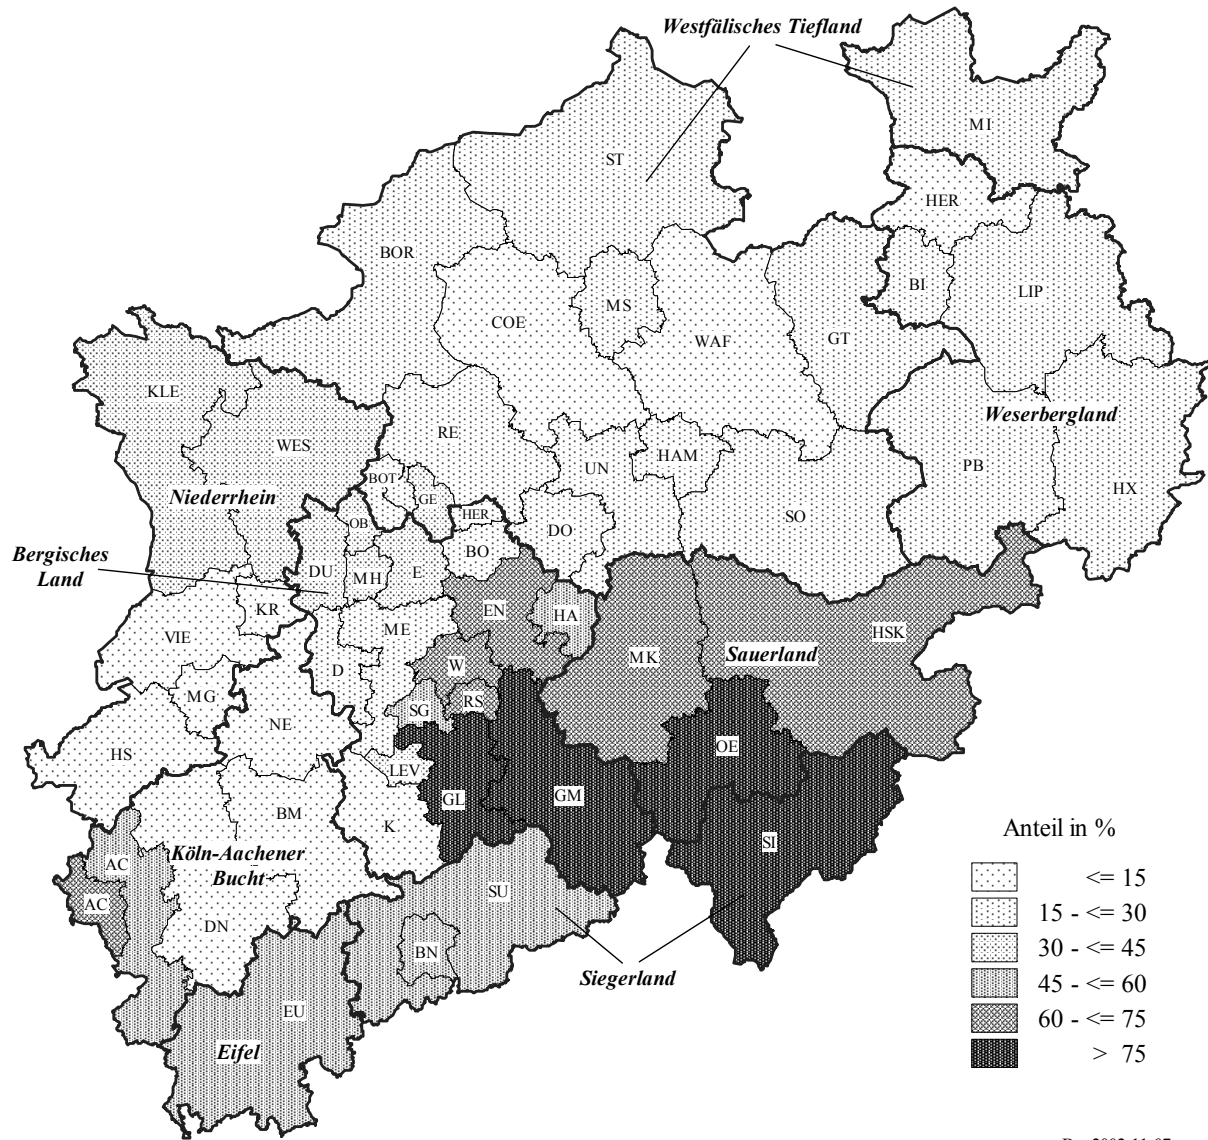 Westfälisches Tiefland
MI
ST
HER
BOR
BI
LIP
MS
COE
WAF
GT
KLE
Weserbergland
WES
RE
UN
HAM
PB
BOT
HX
GE
Niederrhein
HER
SO
OB
DO
Bergisches
Land
BO
DU
MH
E
KR
EN
HA
VIE
ME
HSK
W
MK
Sauerland
D
MG
RS
SG
NE
HS
OE
LEV
GL
GM
BM
K
Anteil in %
SI
Köln-Aachener
Bucht
AC
<= 15
SU
AC
15 - <= 30
DN
30 - <= 45
BN
Siegerland
45 - <= 60
EU
60 - <= 75
Eifel
> 75